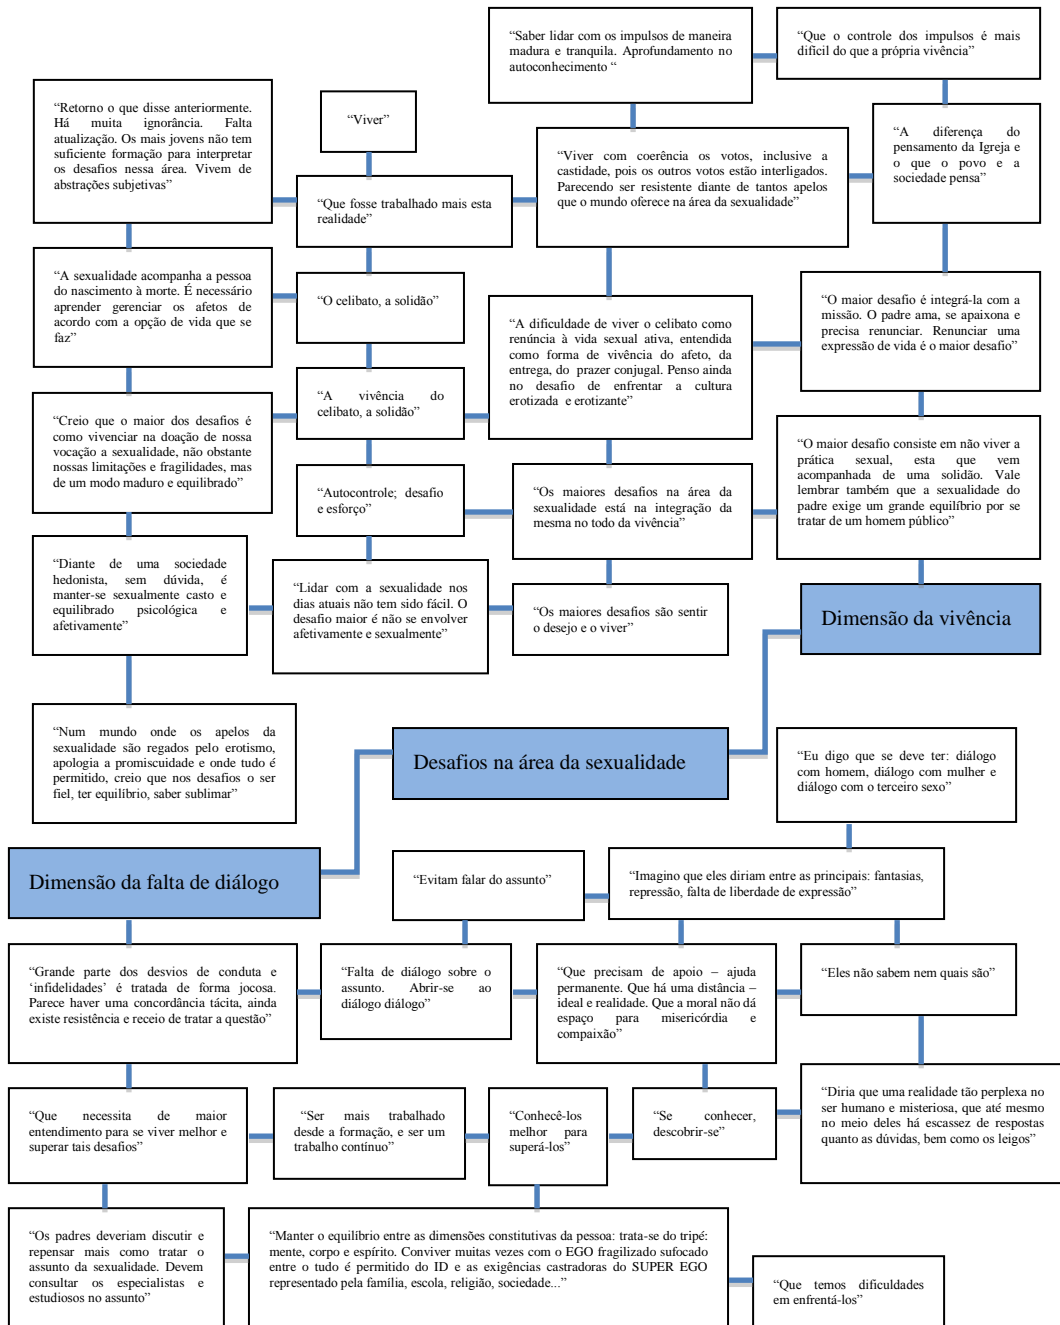 “Saber lidar com os impulsos de maneira
madura e tranquila. Aprofundamento no
autoconhecimento “
“Que o controle dos impulsos é mais
difícil do que a própria vivência”
“Retorno o que disse anteriormente.
Há muita ignorância. Falta
atualização. Os mais jovens não tem
suficiente formação para interpretar
os desafios nessa área. Vivem de
abstrações subjetivas”
“Viver”
“Viver com coerência os votos, inclusive a
castidade, pois os outros votos estão interligados.
Parecendo ser resistente diante de tantos apelos
que o mundo oferece na área da sexualidade”
“A diferença do
pensamento da Igreja e
o que o povo e a
sociedade pensa”
“Que fosse trabalhado mais esta
realidade”
“A sexualidade acompanha a pessoa
do nascimento à morte. É necessário
aprender gerenciar os afetos de
acordo com a opção de vida que se
faz”
“O celibato, a solidão”
“A dificuldade de viver o celibato como
renúncia à vida sexual ativa, entendida
como forma de vivência do afeto, da
entrega, do prazer conjugal. Penso ainda
no desafio de enfrentar a cultura
erotizada e erotizante”
“O maior desafio é integrá-la com a
missão. O padre ama, se apaixona e
precisa renunciar. Renunciar uma
expressão de vida é o maior desafio”
“Creio que o maior dos desafios é
como vivenciar na doação de nossa
vocação a sexualidade, não obstante
nossas limitações e fragilidades, mas
de um modo maduro e equilibrado”
“A vivência do
celibato, a solidão”
“O maior desafio consiste em não viver a
prática sexual, esta que vem
acompanhada de uma solidão. Vale
lembrar também que a sexualidade do
padre exige um grande equilíbrio por se
tratar de um homem público”
“Autocontrole; desafio
e esforço”
“Os maiores desafios na área da
sexualidade está na integração da
mesma no todo da vivência”
“Diante de uma sociedade
hedonista, sem dúvida, é
manter-se sexualmente casto e
equilibrado psicológica e
afetivamente”
“Lidar com a sexualidade nos
dias atuais não tem sido fácil. O
desafio maior é não se envolver
afetivamente e sexualmente”
“Os maiores desafios são sentir
o desejo e o viver”
Dimensão da vivência
“Num mundo onde os apelos da
sexualidade são regados pelo erotismo,
apologia a promiscuidade e onde tudo é
permitido, creio que nos desafios o ser
fiel, ter equilíbrio, saber sublimar”
Desafios na área da sexualidade
“Eu digo que se deve ter: diálogo
com homem, diálogo com mulher e
diálogo com o terceiro sexo”
Dimensão da falta de diálogo
“Evitam falar do assunto”
“Imagino que eles diriam entre as principais: fantasias,
repressão, falta de liberdade de expressão”
“Grande parte dos desvios de conduta e
‘infidelidades’ é tratada de forma jocosa.
Parece haver uma concordância tácita, ainda
existe resistência e receio de tratar a questão”
“Falta de diálogo sobre o
assunto. Abrir-se ao
diálogo diálogo”
“Que precisam de apoio – ajuda
permanente. Que há uma distância –
ideal e realidade. Que a moral não dá
espaço para misericórdia e
compaixão”
“Eles não sabem nem quais são”
“Que necessita de maior
entendimento para se viver melhor e
superar tais desafios”
“Ser mais trabalhado
desde a formação, e ser um
trabalho contínuo”
“Conhecê-los
melhor para
superá-los”
“Se conhecer,
descobrir-se”
“Diria que uma realidade tão perplexa no
ser humano e misteriosa, que até mesmo
no meio deles há escassez de respostas
quanto as dúvidas, bem como os leigos”
“Os padres deveriam discutir e
repensar mais como tratar o
assunto da sexualidade. Devem
consultar os especialistas e
estudiosos no assunto”
“Manter o equilíbrio entre as dimensões constitutivas da pessoa: trata-se do tripé:
mente, corpo e espírito. Conviver muitas vezes com o EGO fragilizado sufocado
entre o tudo é permitido do ID e as exigências castradoras do SUPER EGO
representado pela família, escola, religião, sociedade...”
“Que temos dificuldades
em enfrentá-los”